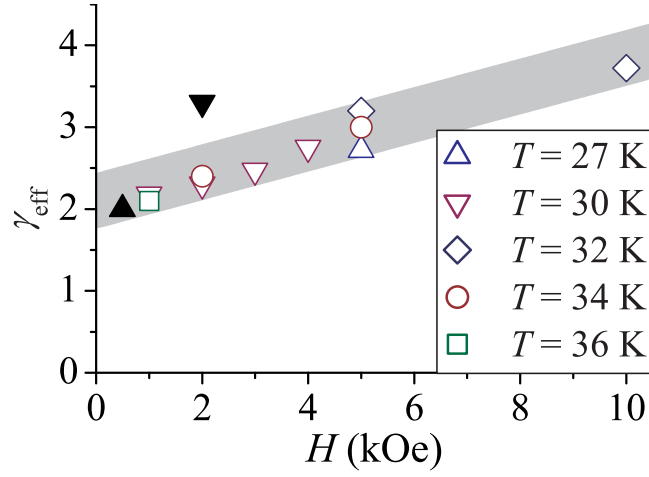 4
3
2
1
0
γeff
0
2
4
6
8
10
H (kOe)
T = 27 K
T = 30 K
T = 32 K
T = 34 K
T = 36 K